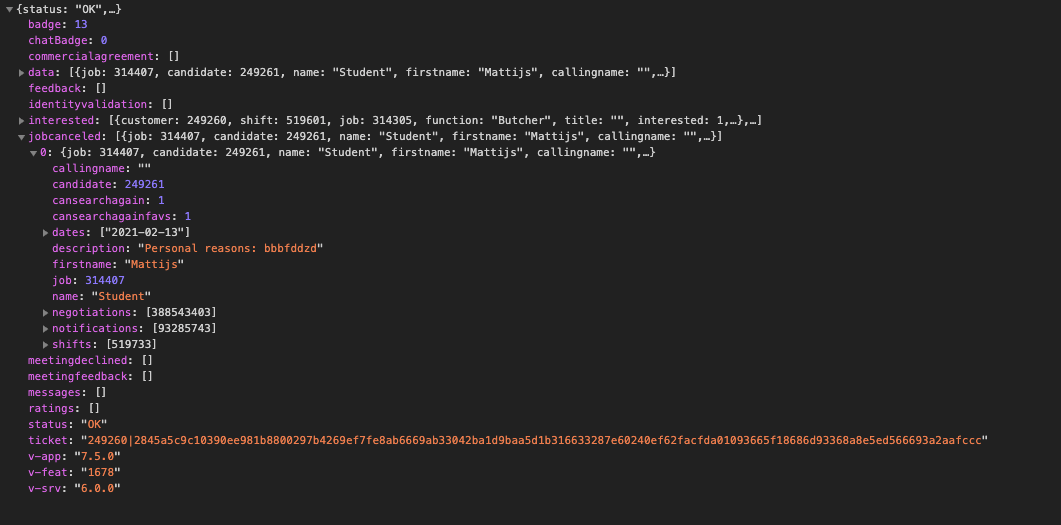 {status: "OK",…}
badge: 13
chatBadge: 0
commercialagreement: []
data: [{job: 314407, candidate: 249261, name: "Student", firstname: "Mattijs", callingname: "",…}]
feedback: []
identityvalidation: []
interested: [{customer: 249260, shift: 519601, job: 314305, function: "Butcher", title: "", interested: 1,…},…]
jobcanceled: [{job: 314407, candidate: 249261, name: "Student", firstname: "Mattijs", callingname: "",…}]
0: {job: 314407, candidate: 249261, name: "Student", firstname: "Mattijs", callingname: "",…}
callingname: ""
candidate: 249261
cansearchagain: 1
cansearchagainfavs: 1
dates: ["2021-02-13"]
description: "Personal reasons: bbbfddzd"
firstname: "Mattijs"
job: 314407
name: "Student"
negotiations: [388543403]
notifications: [93285743]
shifts: [519733]
meetingdeclined: []
meetingfeedback: []
messages: []
ratings: []
status: "OK"
ticket: "249260|2845a5c9c10390ee981b8800297b4269ef7fe8ab6669ab33042ba1d9baa5d1b316633287e60240ef62facfda01093665f18686d93368a8e5ed566693a2aafccc"
v-app: "7.5.0"
v-feat: "1678"
v-srv: "6.0.0"